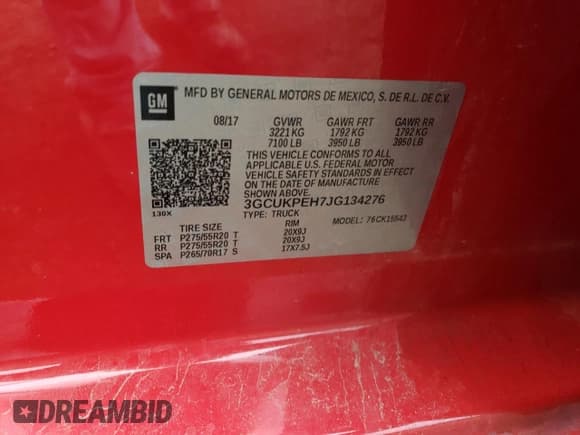 GM
MFD BY GENERAL MOTORS DE MEXICO, S. DE R.L. DE C.V.
08/17 GVWR GAWR FRT GAWR RR
3221 KG 1792 KG 1792 KG
7100 LB 3950 LB 3950 LB
THIS VEHICLE CONFORMS TO ALL
APPLICABLE U.S. FEDERAL MOTOR
VEHICLE SAFETY STANDARDS IN
EFFECT ON THE DATE OF MANUFACTURE
SHOWN ABOVE.
3GCUKPEH7JG134276
130X
TYPE: TRUCK MODEL: 76CK15543
TIRE SIZE RIM
FRT P275/55R20 T 20X9J
RR P275/55R20 T 20X9J
SPA P265/70R17 S 17X7.5J
DREAMBID